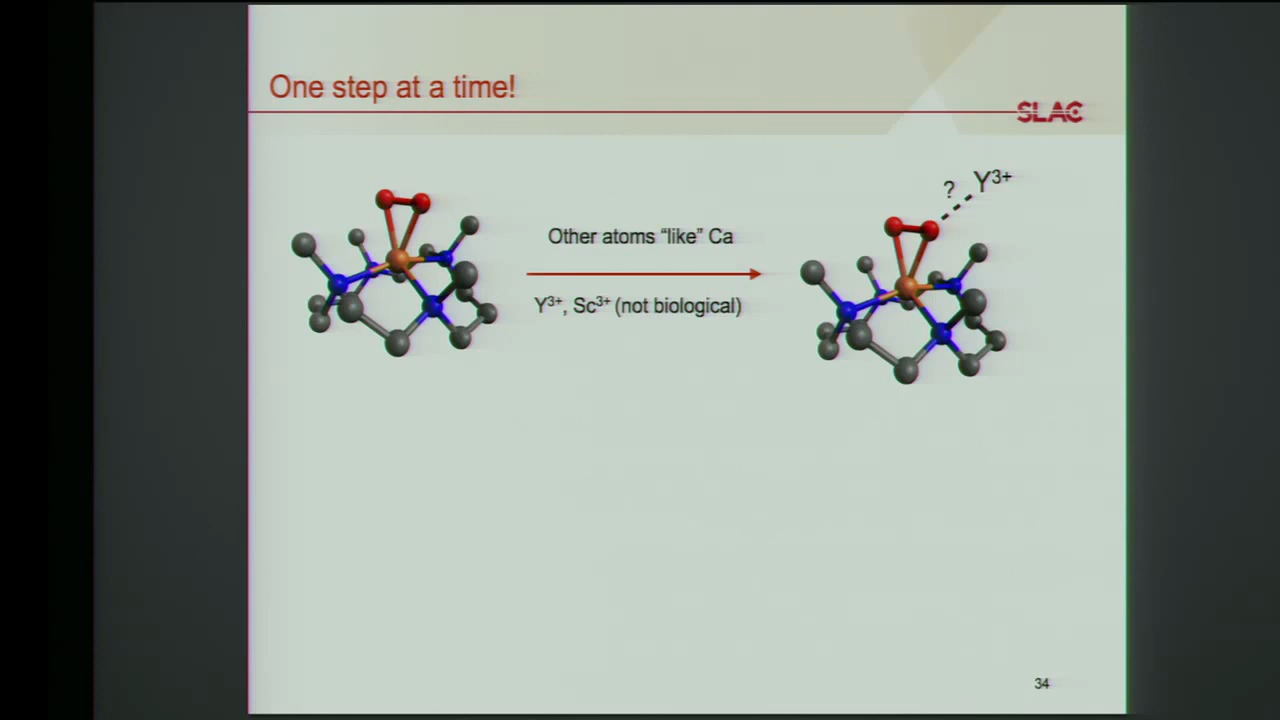 One step at a time!
SLAC
? Y³⁺
Other atoms “like” Ca
Y³⁺, Sc³⁺ (not biological)
34